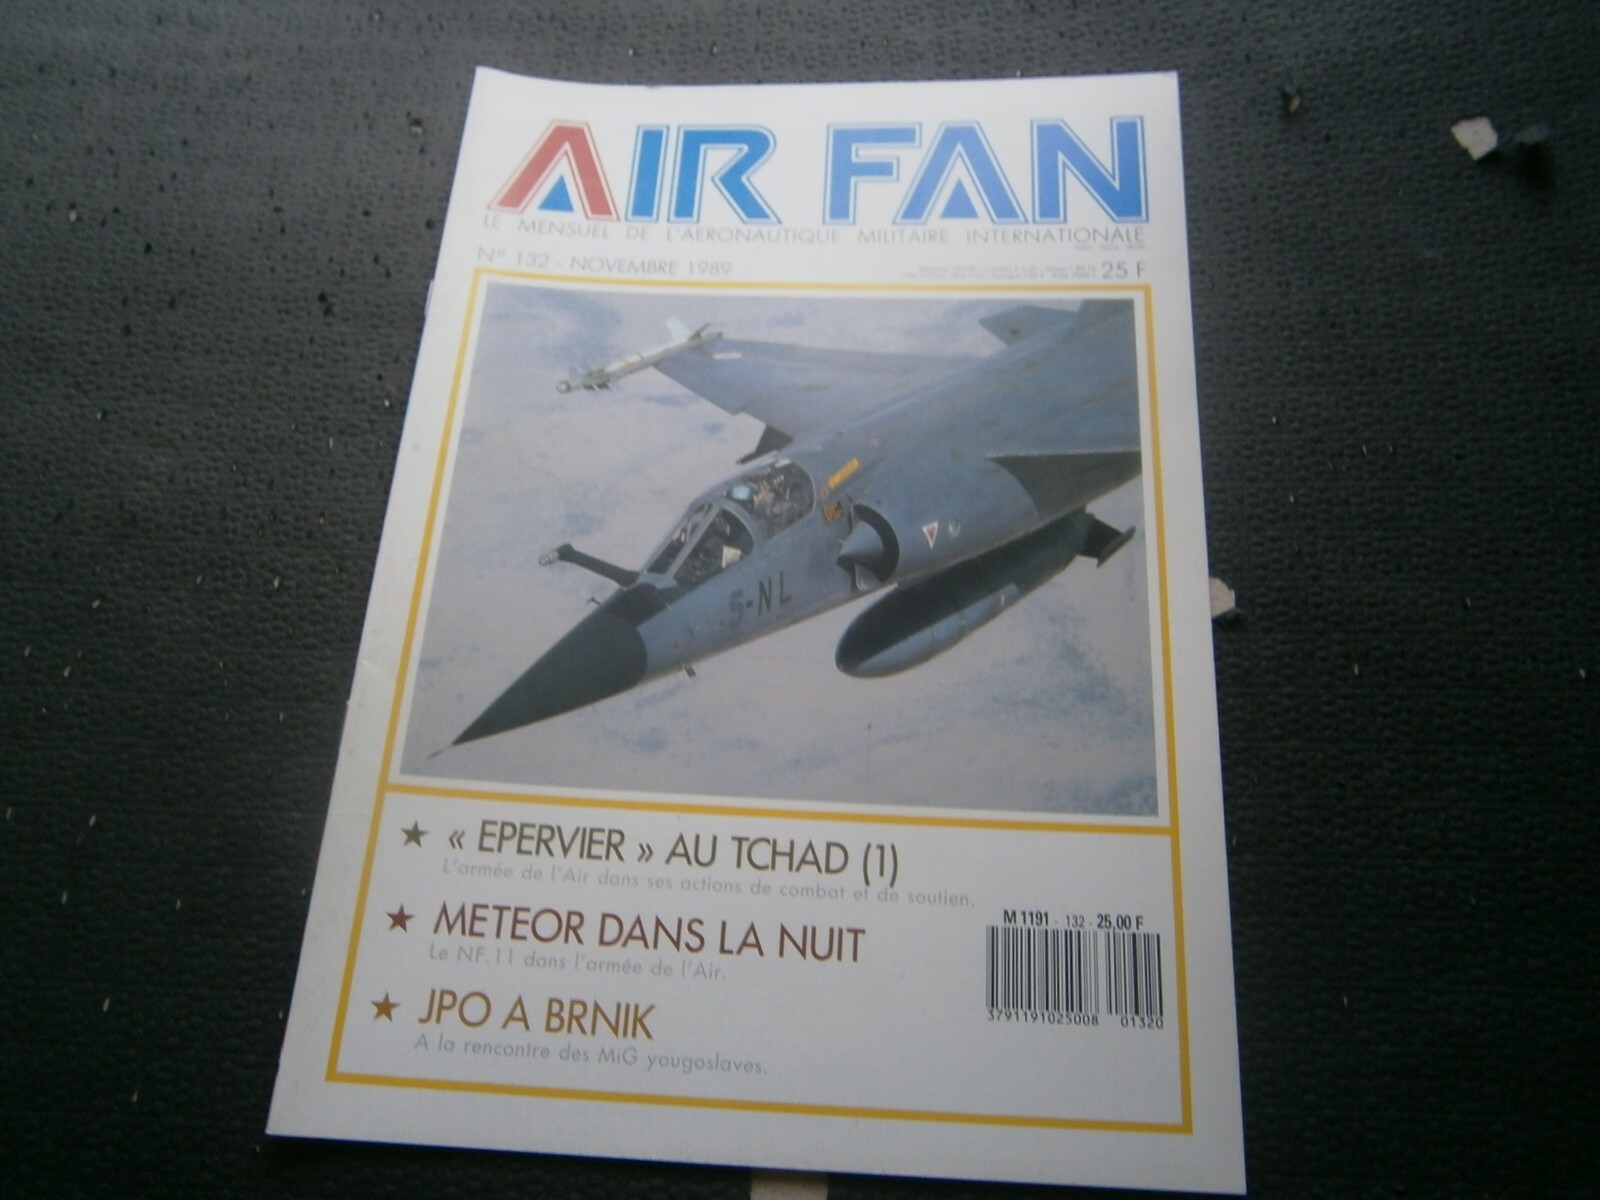 AIR FAN
LE MENSUEL DE L'AERONAUTIQUE MILITAIRE INTERNATIONALE
N° 132 - NOVEMBRE 1989
25 F
5-NL
★ « EPERVIER » AU TCHAD (1)
L'armée de l'Air dans ses actions de combat et de soutien.
★ METEOR DANS LA NUIT
Le NF.11 dans l'armée de l'Air.
★ JPO A BRNIK
A la rencontre des MiG yougoslaves.
M 1191 - 132 - 25,00 F
3791191025008 01320